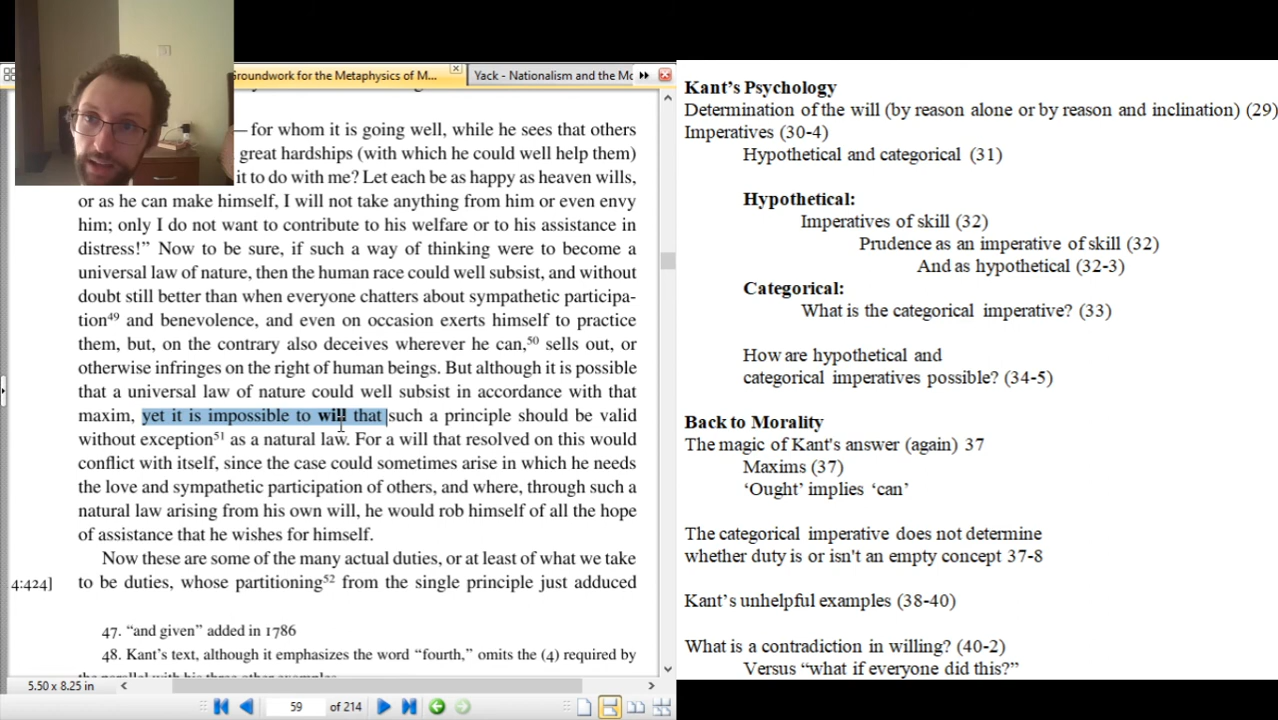 Groundwork for the Metaphysics of M...
Yack - Nationalism and the Mo
— for whom it is going well, while he sees that others
great hardships (with which he could well help them)
it to do with me? Let each be as happy as heaven wills,
or as he can make himself, I will not take anything from him or even envy
him; only I do not want to contribute to his welfare or to his assistance in
distress!” Now to be sure, if such a way of thinking were to become a
universal law of nature, then the human race could well subsist, and without
doubt still better than when everyone chatters about sympathetic participa-
tion⁴⁹ and benevolence, and even on occasion exerts himself to practice
them, but, on the contrary also deceives wherever he can,⁵⁰ sells out, or
otherwise infringes on the right of human beings. But although it is possible
that a universal law of nature could well subsist in accordance with that
maxim, yet it is impossible to will that such a principle should be valid
without exception⁵¹ as a natural law. For a will that resolved on this would
conflict with itself, since the case could sometimes arise in which he needs
the love and sympathetic participation of others, and where, through such a
natural law arising from his own will, he would rob himself of all the hope
of assistance that he wishes for himself.
Now these are some of the many actual duties, or at least of what we take
4:424] to be duties, whose partitioning⁵² from the single principle just adduced
47. “and given” added in 1786
48. Kant’s text, although it emphasizes the word “fourth,” omits the (4) required by
5.50 x 8.25 in
59 of 214
Kant’s Psychology
Determination of the will (by reason alone or by reason and inclination) (29)
Imperatives (30-4)
Hypothetical and categorical (31)
Hypothetical:
Imperatives of skill (32)
Prudence as an imperative of skill (32)
And as hypothetical (32-3)
Categorical:
What is the categorical imperative? (33)
How are hypothetical and
categorical imperatives possible? (34-5)
Back to Morality
The magic of Kant's answer (again) 37
Maxims (37)
‘Ought’ implies ‘can’
The categorical imperative does not determine
whether duty is or isn't an empty concept 37-8
Kant’s unhelpful examples (38-40)
What is a contradiction in willing? (40-2)
Versus “what if everyone did this?”